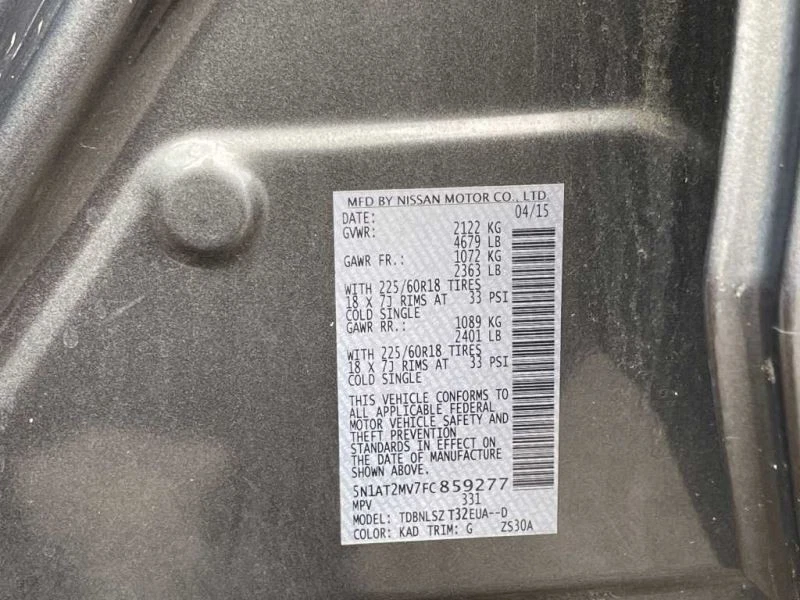 MFD BY NISSAN MOTOR CO., LTD.
DATE: 04/15
GVWR: 2122 KG
4679 LB
GAWR FR.: 1072 KG
2363 LB
WITH 225/60R18 TIRES
18 X 7J RIMS AT 33 PSI
COLD SINGLE
GAWR RR.: 1089 KG
2401 LB
WITH 225/60R18 TIRES
18 X 7J RIMS AT 33 PSI
COLD SINGLE
THIS VEHICLE CONFORMS TO
ALL APPLICABLE FEDERAL
MOTOR VEHICLE SAFETY AND
THEFT PREVENTION
STANDARDS IN EFFECT ON
THE DATE OF MANUFACTURE
SHOWN ABOVE.
5N1AT2MV7FC859277
MPV 331
MODEL: TDBNLSZ T32EUA--D
COLOR: KAD TRIM: G ZS30A